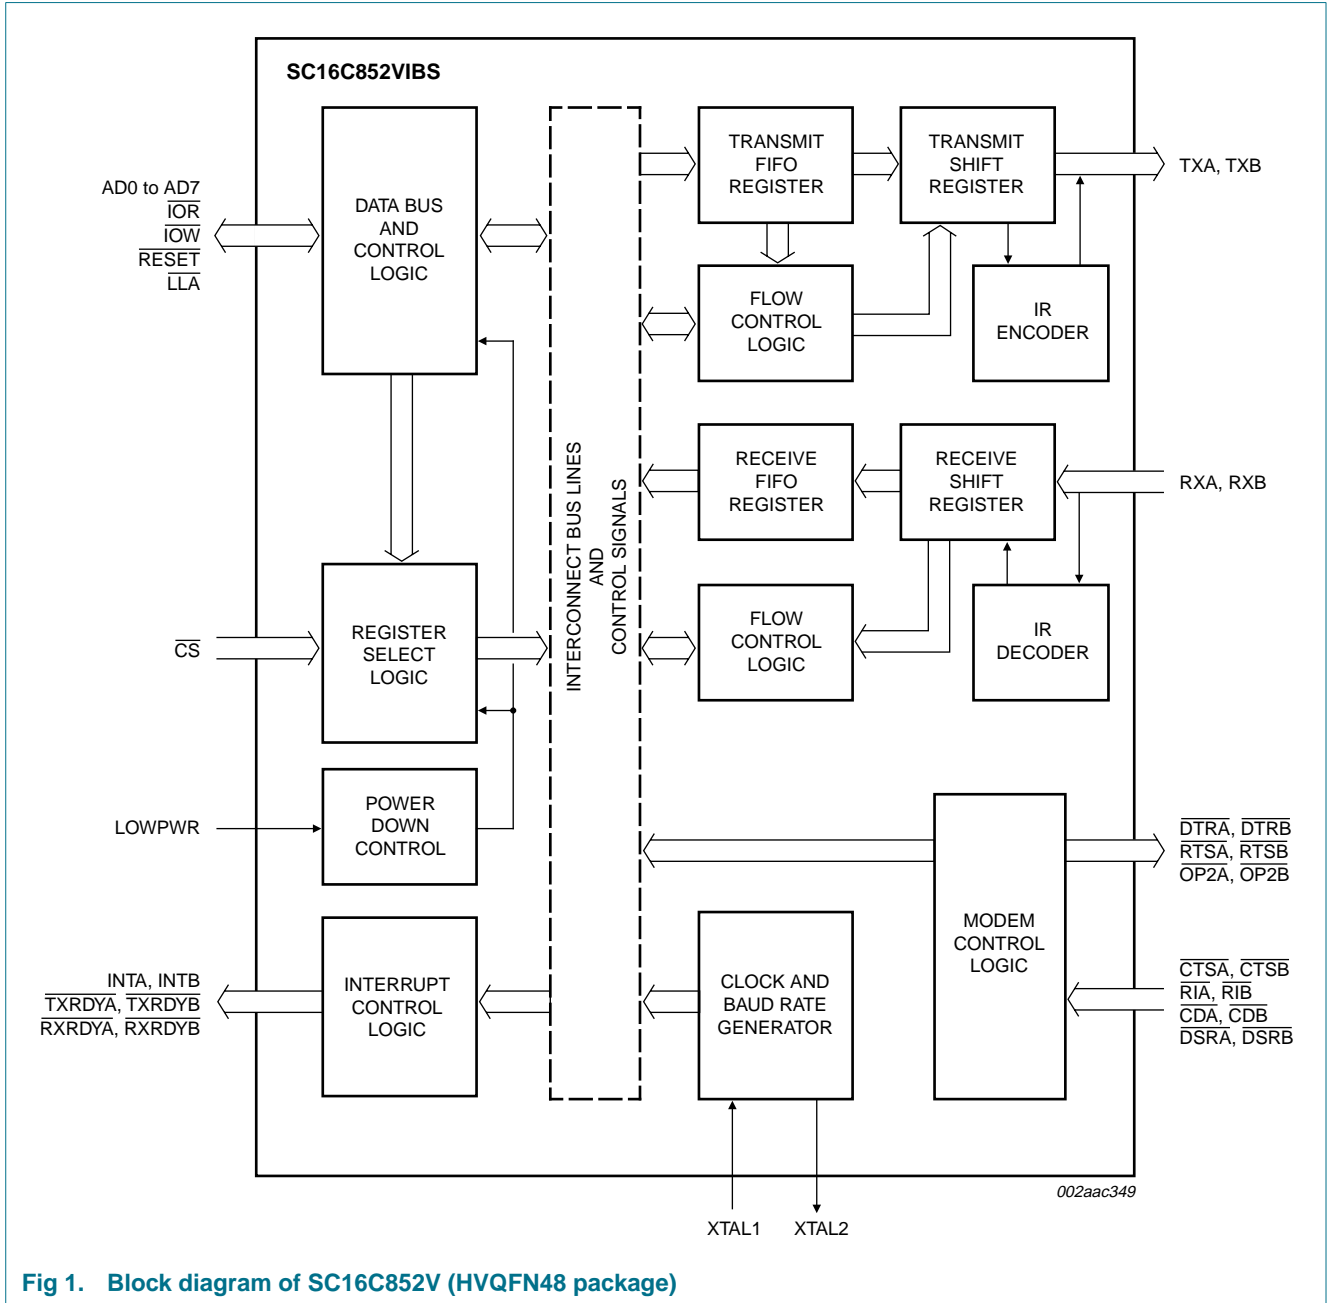 SC16C852VIBS
AD0 to AD7
IOR
IOW
RESET
LLA
DATA BUS
AND
CONTROL
LOGIC
TRANSMIT
FIFO
REGISTER
TRANSMIT
SHIFT
REGISTER
TXA, TXB
FLOW
CONTROL
LOGIC
IR
ENCODER
INTERCONNECT BUS LINES
AND
CONTROL SIGNALS
RECEIVE
FIFO
REGISTER
RECEIVE
SHIFT
REGISTER
RXA, RXB
CS
REGISTER
SELECT
LOGIC
FLOW
CONTROL
LOGIC
IR
DECODER
LOWPWR
POWER
DOWN
CONTROL
DTRA, DTRB
RTSA, RTSB
OP2A, OP2B
MODEM
CONTROL
LOGIC
INTA, INTB
TXRDYA, TXRDYB
RXRDYA, RXRDYB
INTERRUPT
CONTROL
LOGIC
CLOCK AND
BAUD RATE
GENERATOR
CTSA, CTSB
RIA, RIB
CDA, CDB
DSRA, DSRB
XTAL1
XTAL2
002aac349
Fig 1. Block diagram of SC16C852V (HVQFN48 package)